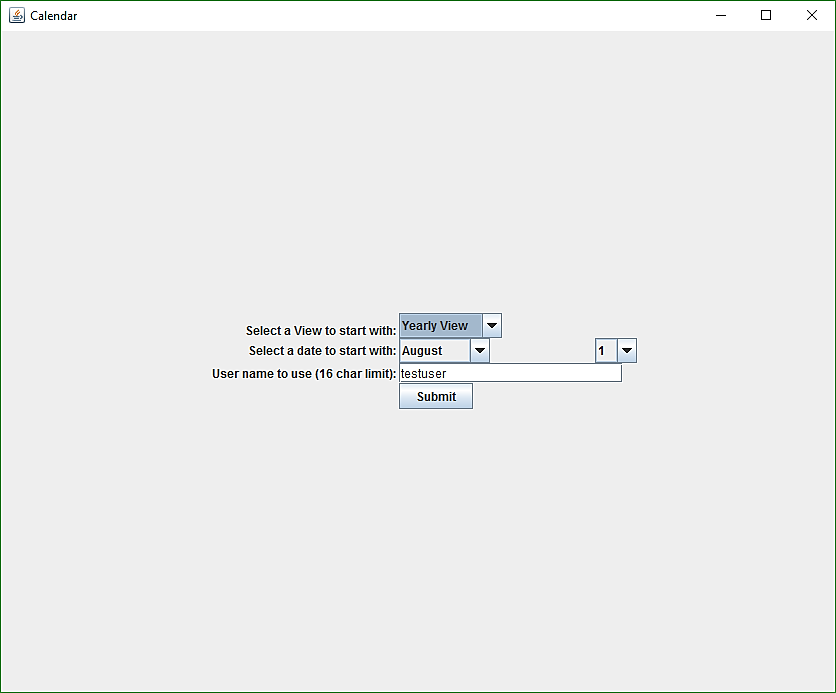 Calendar
Select a View to start with: Yearly View
Select a date to start with: August 1
User name to use (16 char limit): testuser
Submit